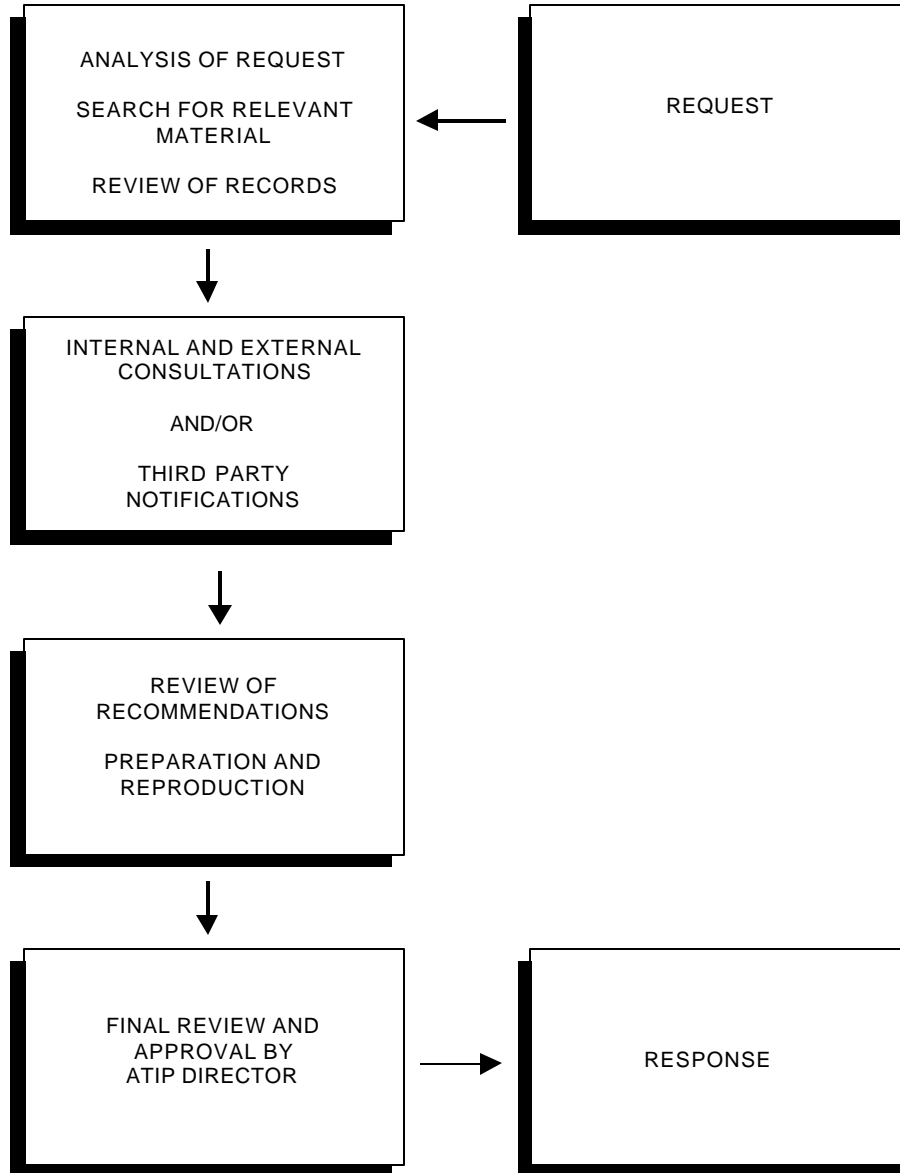 ANALYSIS OF REQUEST
SEARCH FOR RELEVANT
MATERIAL
REVIEW OF RECORDS
REQUEST
INTERNAL AND EXTERNAL
CONSULTATIONS
AND/OR
THIRD PARTY
NOTIFICATIONS
REVIEW OF
RECOMMENDATIONS
PREPARATION AND
REPRODUCTION
FINAL REVIEW AND
APPROVAL BY
ATIP DIRECTOR
RESPONSE